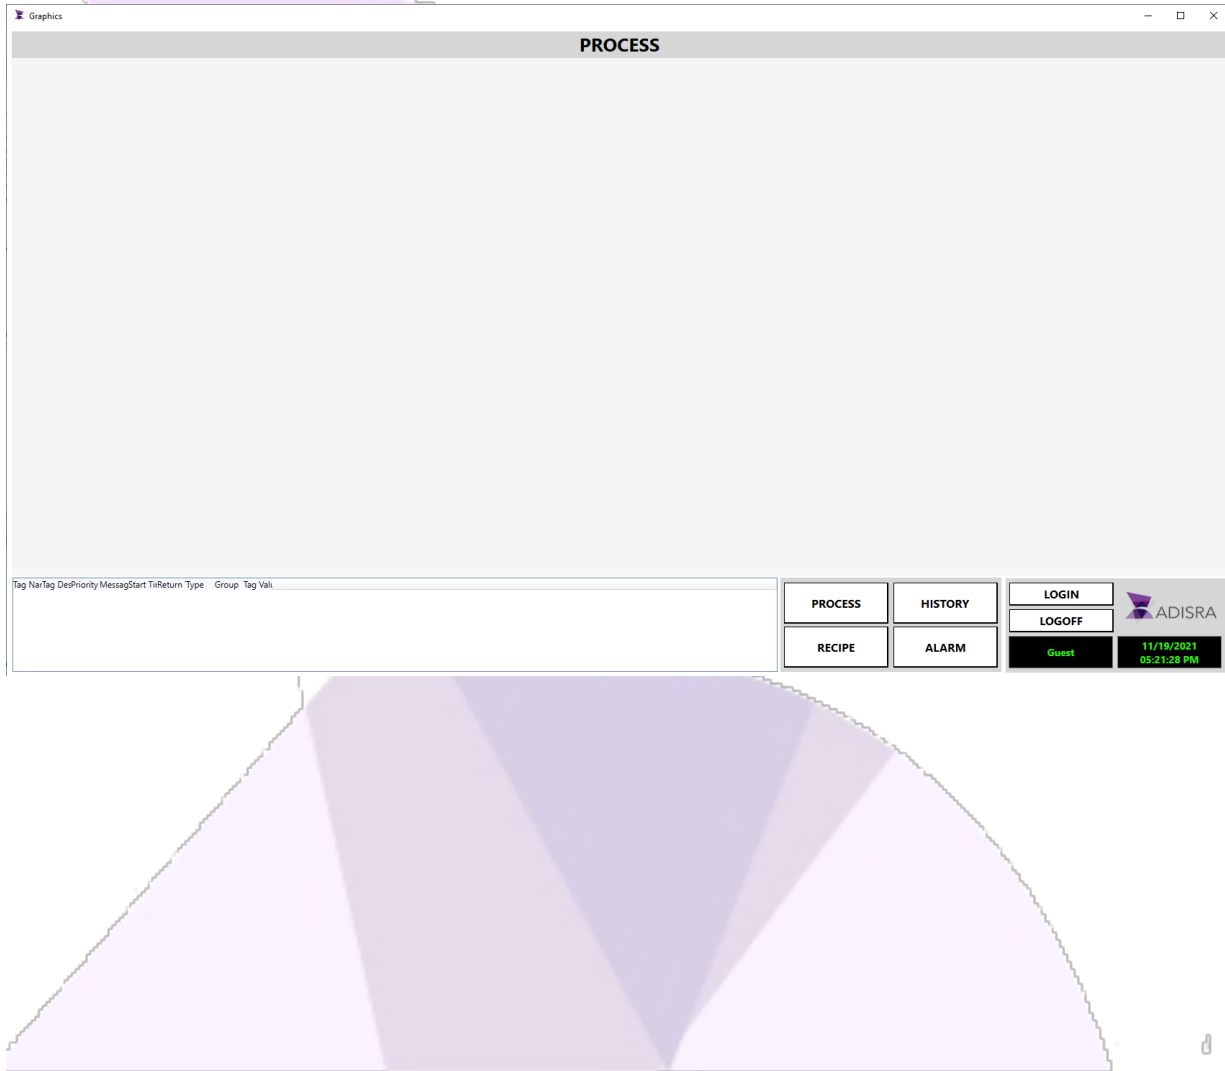 Graphics
PROCESS
Tag Nar Tag Des Priority Messag Start Tir Return Type Group Tag Valu
PROCESS HISTORY
RECIPE ALARM
LOGIN
LOGOFF
Guest
ADISRA
11/19/2021
05:21:28 PM